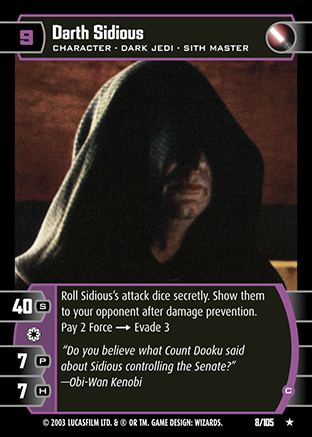 9 Darth Sidious
CHARACTER - DARK JEDI - SITH MASTER
40 S
Roll Sidious's attack dice secretly. Show them
to your opponent after damage prevention.
Pay 2 Force → Evade 3
7 P
"Do you believe what Count Dooku said
about Sidious controlling the Senate?"
7 H
—Obi-Wan Kenobi
C
© 2003 LUCASFILM LTD. & ® OR TM. GAME DESIGN: WIZARDS. 8/105 ★